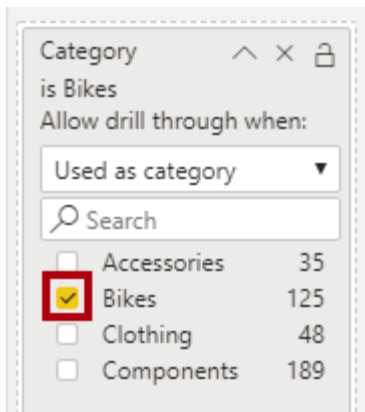 Category
is Bikes
Allow drill through when:
Used as category
Search
Accessories 35
Bikes 125
Clothing 48
Components 189